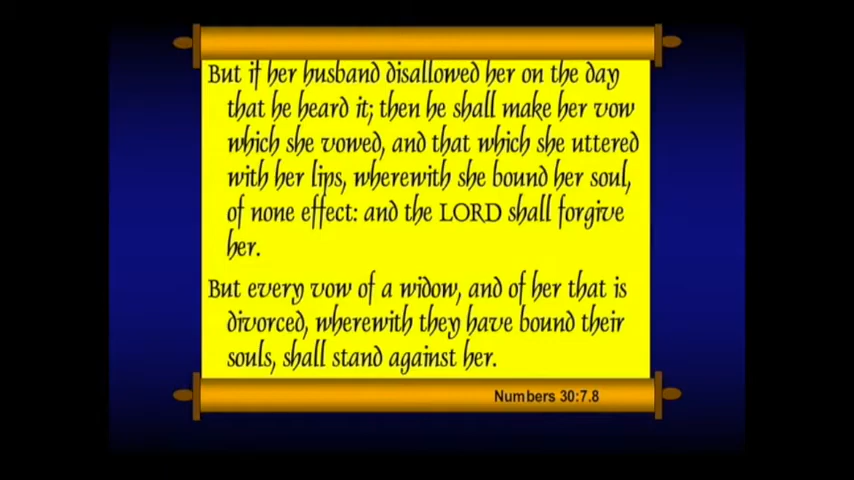 But if her husband disallowed her on the day
that he heard it; then he shall make her vow
which she vowed, and that which she uttered
with her lips, wherewith she bound her soul,
of none effect: and the LORD shall forgive
her.
But every vow of a widow, and of her that is
divorced, wherewith they have bound their
souls, shall stand against her.
Numbers 30:7.8